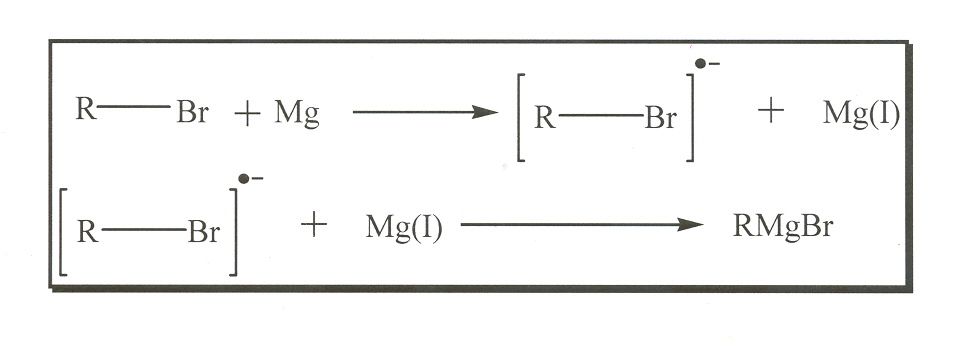 R—Br + Mg ⟶ [R—Br]•− + Mg(I)
[R—Br]•− + Mg(I) ⟶ RMgBr